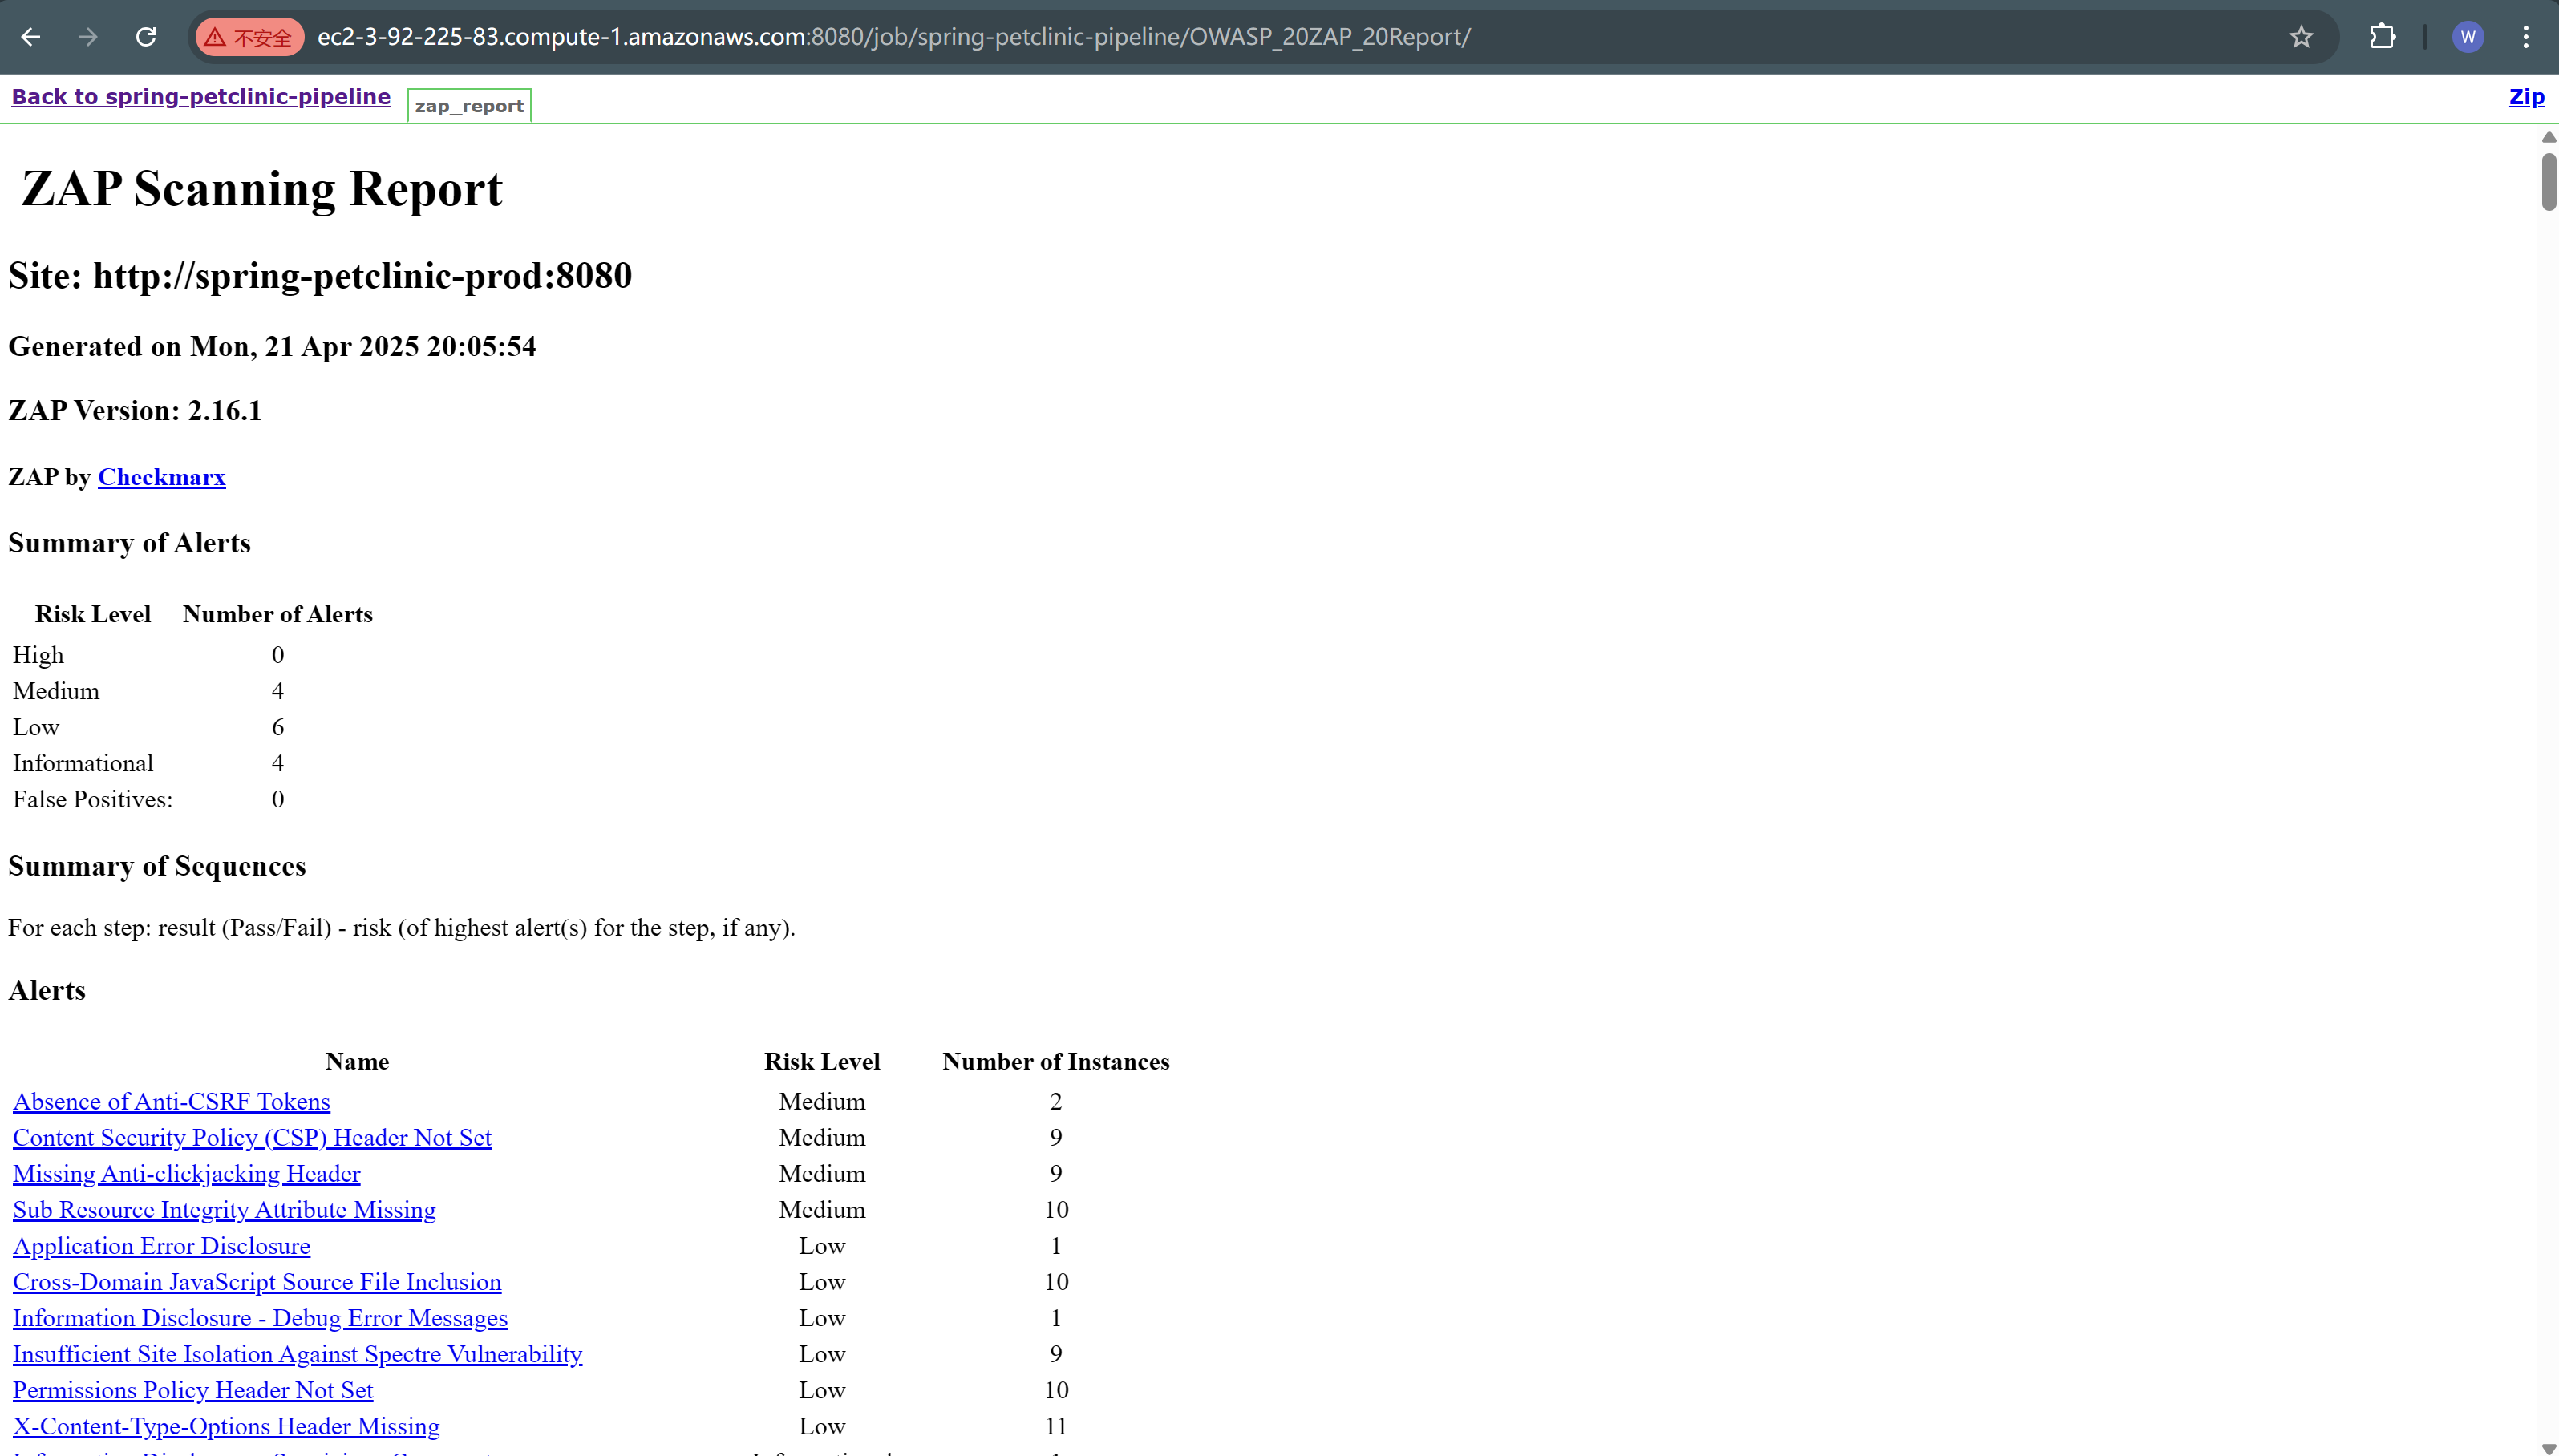 不安全 ec2-3-92-225-83.compute-1.amazonaws.com:8080/job/spring-petclinic-pipeline/OWASP_20ZAP_20Report/ W
Back to spring-petclinic-pipeline zap_report Zip
ZAP Scanning Report
Site: http://spring-petclinic-prod:8080
Generated on Mon, 21 Apr 2025 20:05:54
ZAP Version: 2.16.1
ZAP by Checkmarx
Summary of Alerts
Risk Level Number of Alerts
High 0
Medium 4
Low 6
Informational 4
False Positives: 0
Summary of Sequences
For each step: result (Pass/Fail) - risk (of highest alert(s) for the step, if any).
Alerts
Name Risk Level Number of Instances
Absence of Anti-CSRF Tokens Medium 2
Content Security Policy (CSP) Header Not Set Medium 9
Missing Anti-clickjacking Header Medium 9
Sub Resource Integrity Attribute Missing Medium 10
Application Error Disclosure Low 1
Cross-Domain JavaScript Source File Inclusion Low 10
Information Disclosure - Debug Error Messages Low 1
Insufficient Site Isolation Against Spectre Vulnerability Low 9
Permissions Policy Header Not Set Low 10
X-Content-Type-Options Header Missing Low 11